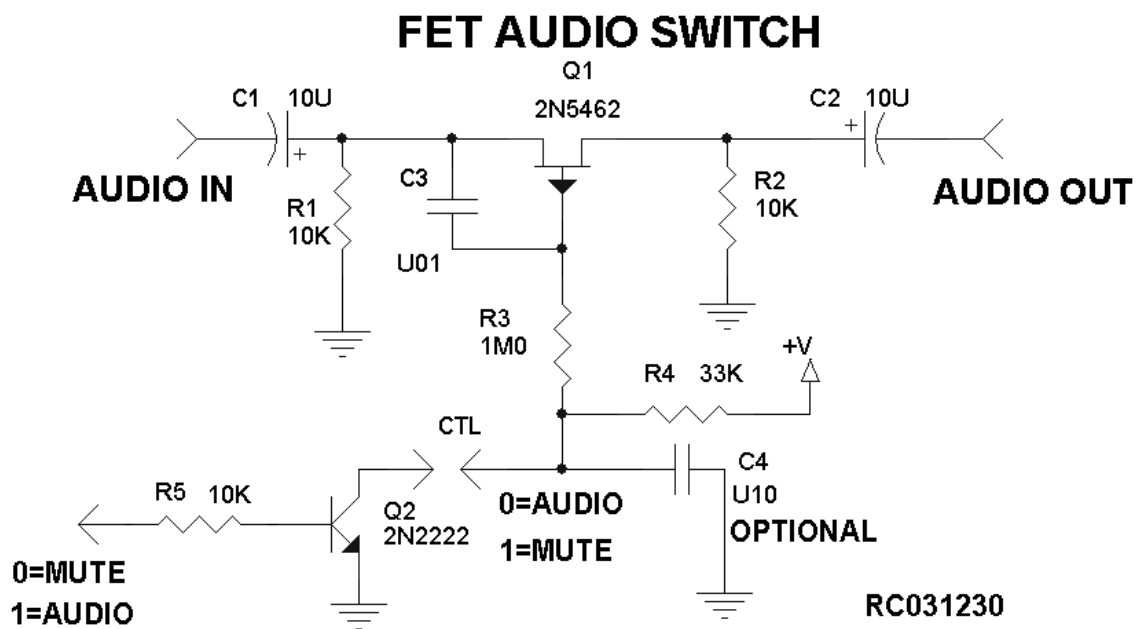 FET AUDIO SWITCH
Q1
2N5462
C1 10U
+
C2 10U
+
AUDIO IN
R1
10K
C3
U01
R2
10K
AUDIO OUT
R3
1M0
+V
R4 33K
CTL
C4
U10
OPTIONAL
R5 10K
Q2
2N2222
0=AUDIO
1=MUTE
0=MUTE
1=AUDIO
RC031230